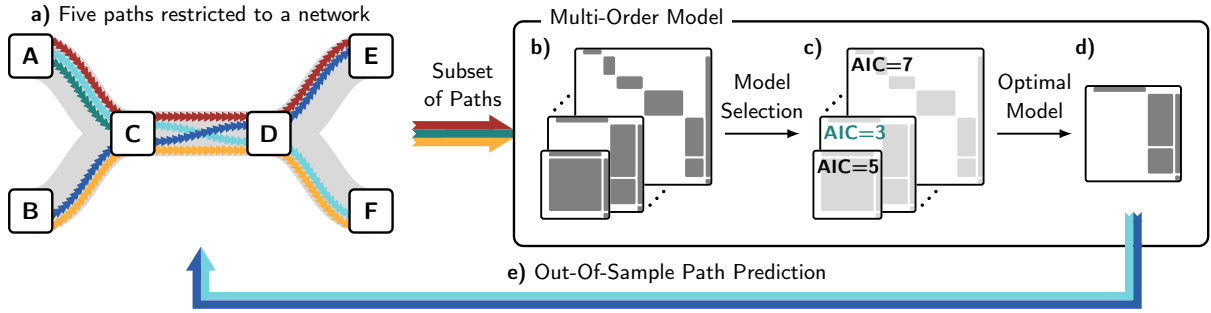 a) Five paths restricted to a network
A
B
C
D
E
F
Subset
of Paths
Multi-Order Model
b)
Model
Selection
c)
AIC=7
AIC=3
AIC=5
Optimal
Model
d)
e) Out-Of-Sample Path Prediction